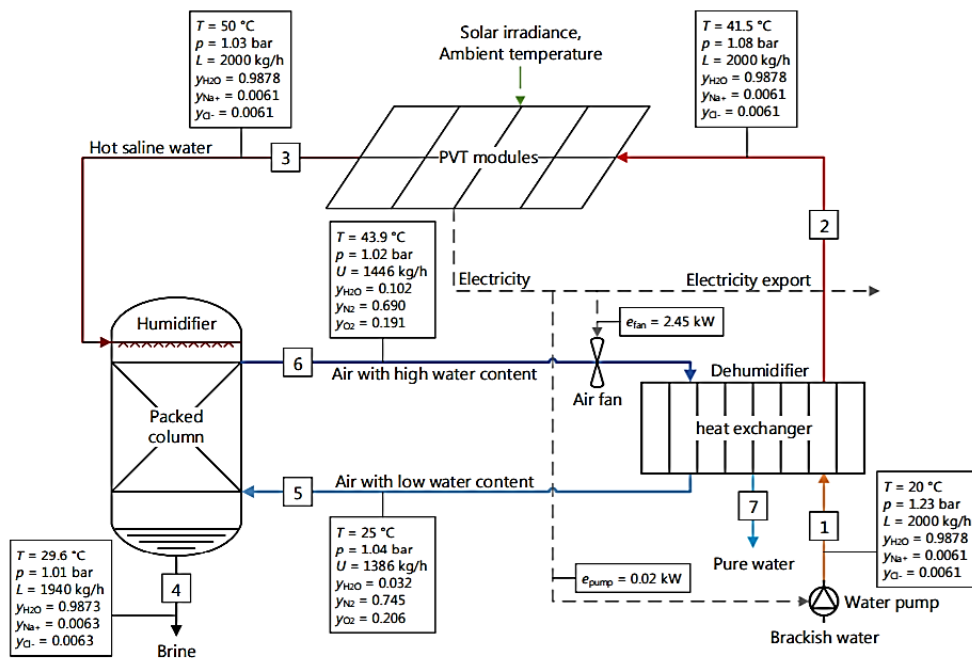 T = 50 °C
p = 1.03 bar
L = 2000 kg/h
yH2O = 0.9878
yNa+ = 0.0061
yCl- = 0.0061
Solar irradiance,
Ambient temperature
T = 41.5 °C
p = 1.08 bar
L = 2000 kg/h
yH2O = 0.9878
yNa+ = 0.0061
yCl- = 0.0061
Hot saline water
3
PVT modules
2
T = 43.9 °C
p = 1.02 bar
U = 1446 kg/h
yH2O = 0.102
yN2 = 0.690
yO2 = 0.191
Electricity
Electricity export
efan = 2.45 kW
Humidifier
6
Air with high water content
Air fan
Dehumidifier
heat exchanger
Packed
column
5
Air with low water content
7
1
Pure water
T = 25 °C
p = 1.04 bar
U = 1386 kg/h
yH2O = 0.032
yN2 = 0.745
yO2 = 0.206
T = 20 °C
p = 1.23 bar
L = 2000 kg/h
yH2O = 0.9878
yNa+ = 0.0061
yCl- = 0.0061
T = 29.6 °C
p = 1.01 bar
L = 1940 kg/h
yH2O = 0.9873
yNa+ = 0.0063
yCl- = 0.0063
4
Brine
epump = 0.02 kW
Water pump
Brackish water